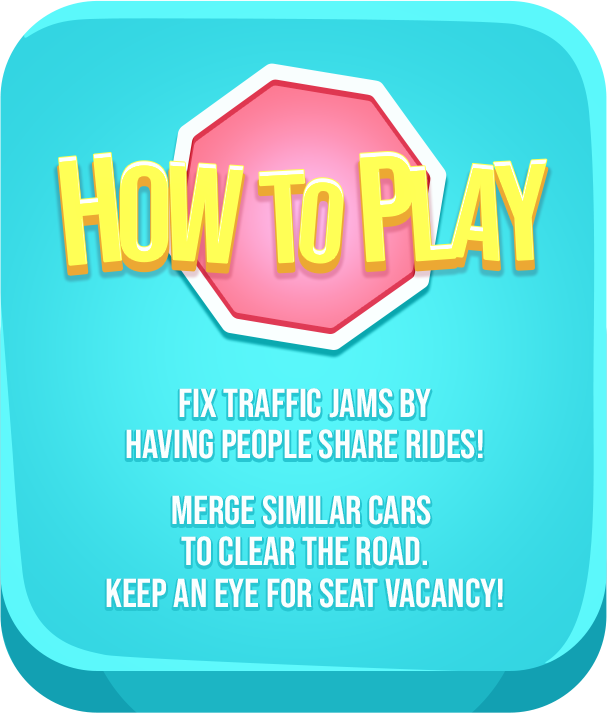 HOW TO PLAY
FIX TRAFFIC JAMS BY
HAVING PEOPLE SHARE RIDES!
MERGE SIMILAR CARS
TO CLEAR THE ROAD.
KEEP AN EYE FOR SEAT VACANCY!